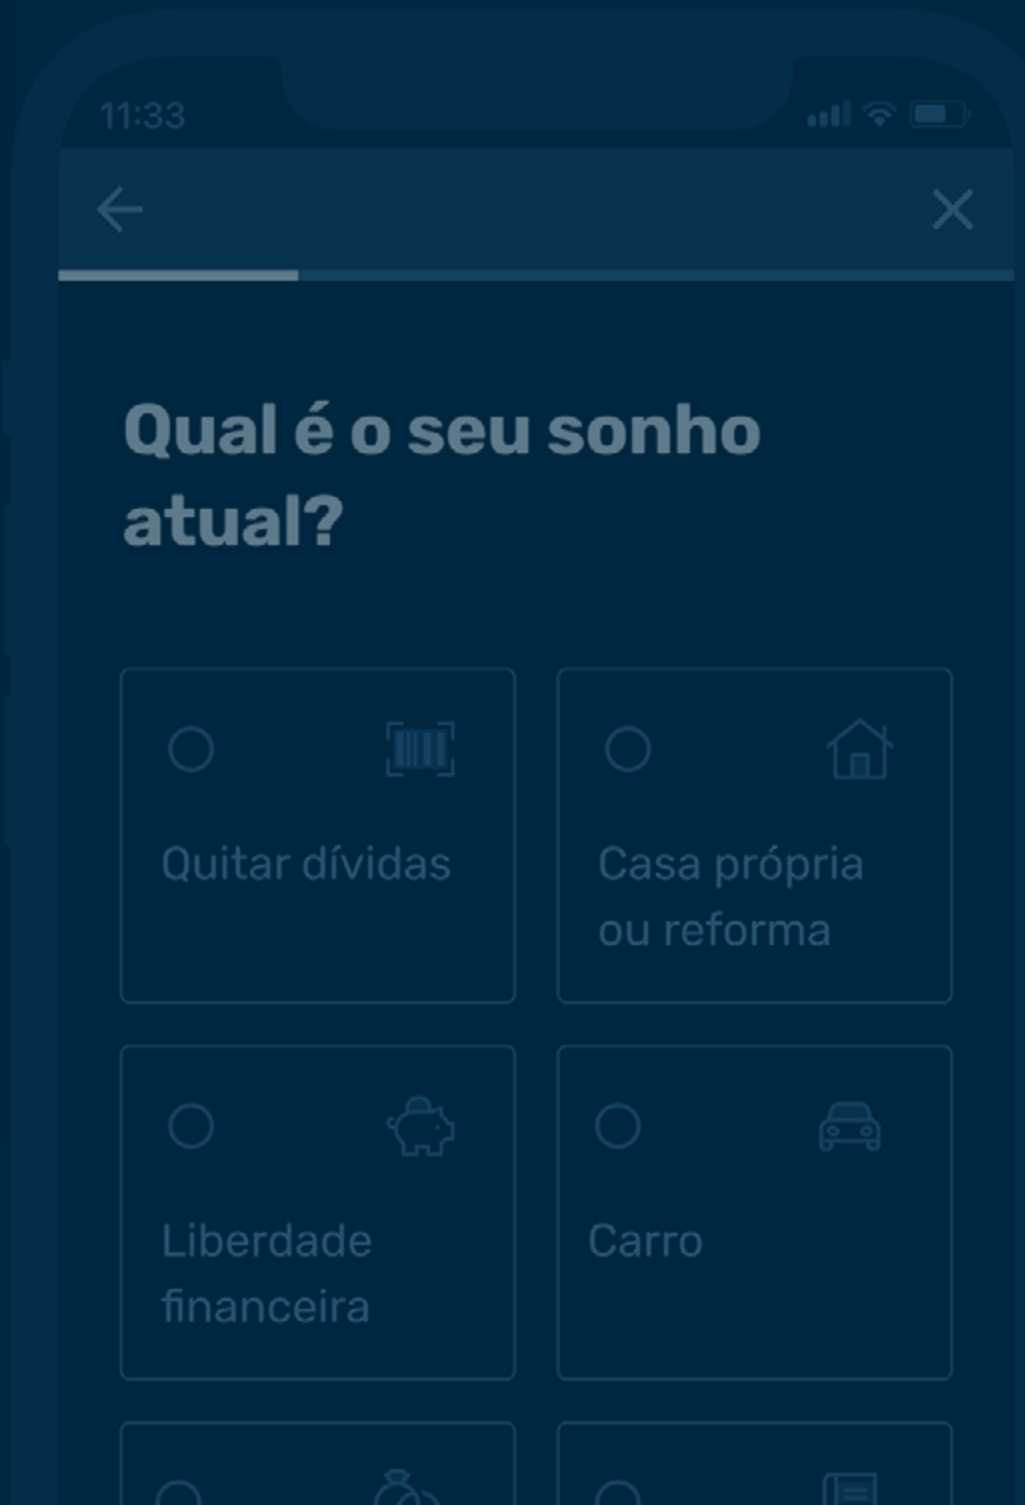 11:33
Qual é o seu sonho
atual?
Quitar dívidas
Casa própria
ou reforma
Liberdade
financeira
Carro